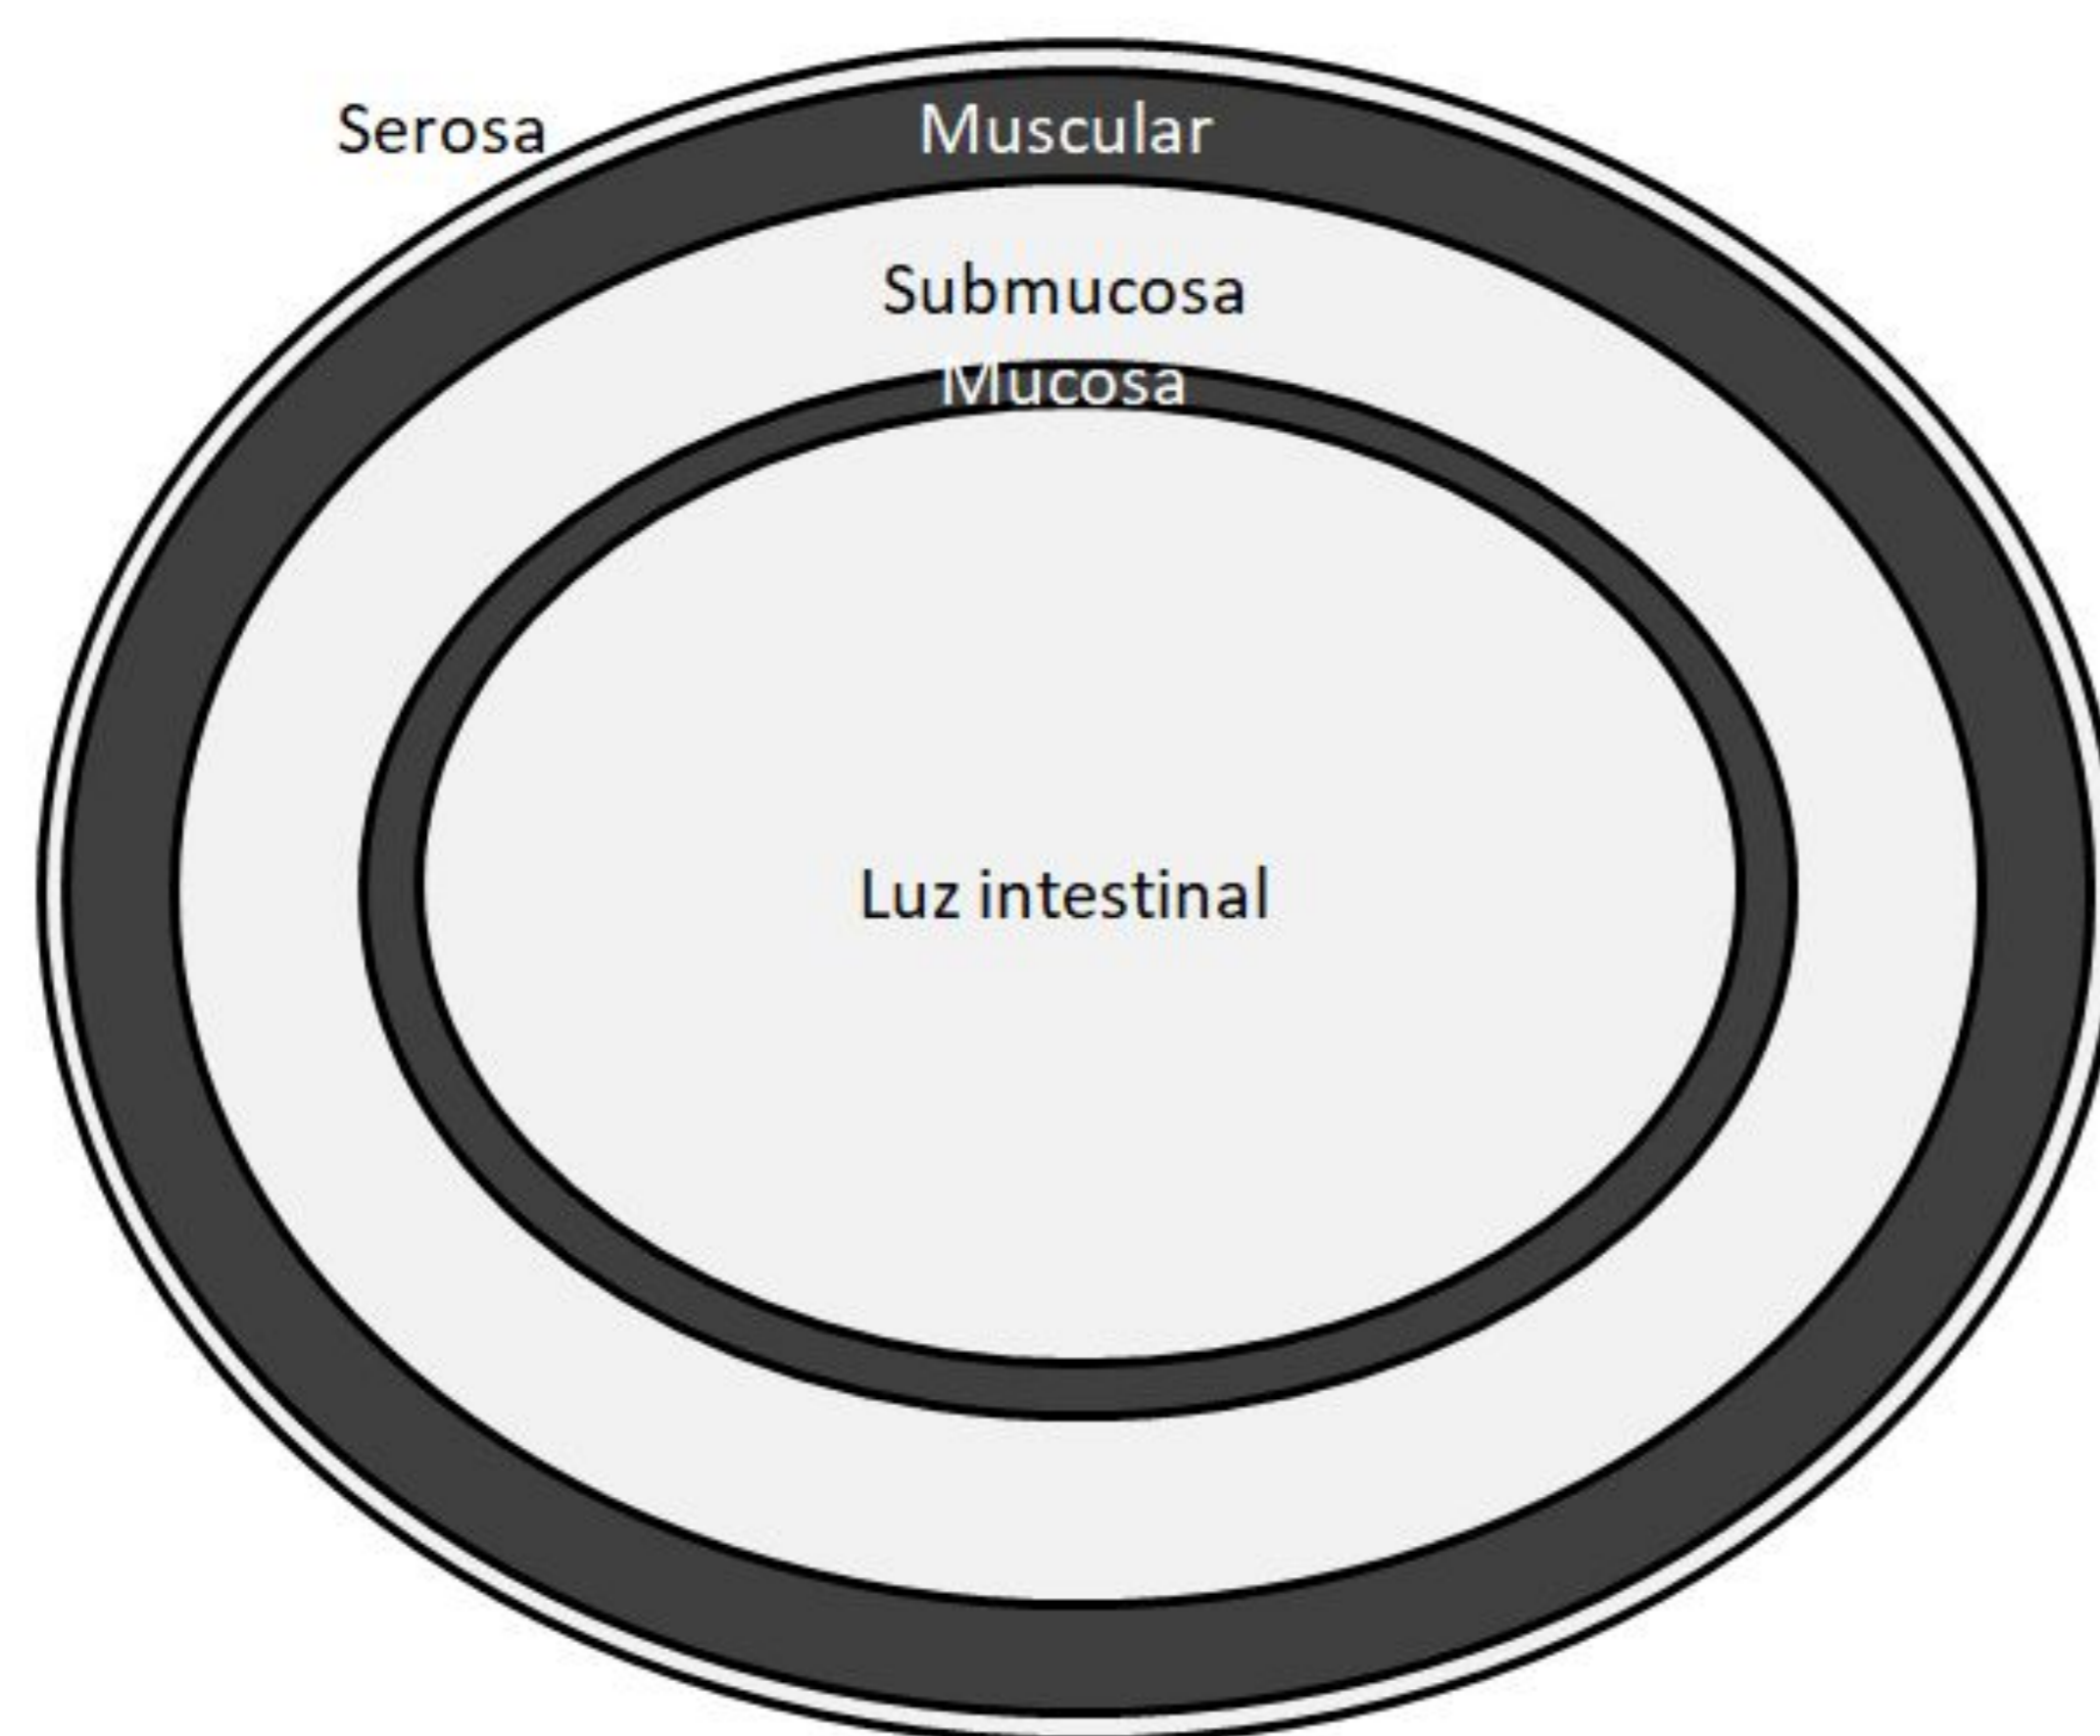 Serosa
Muscular
Submucosa
Mucosa
Luz intestinal